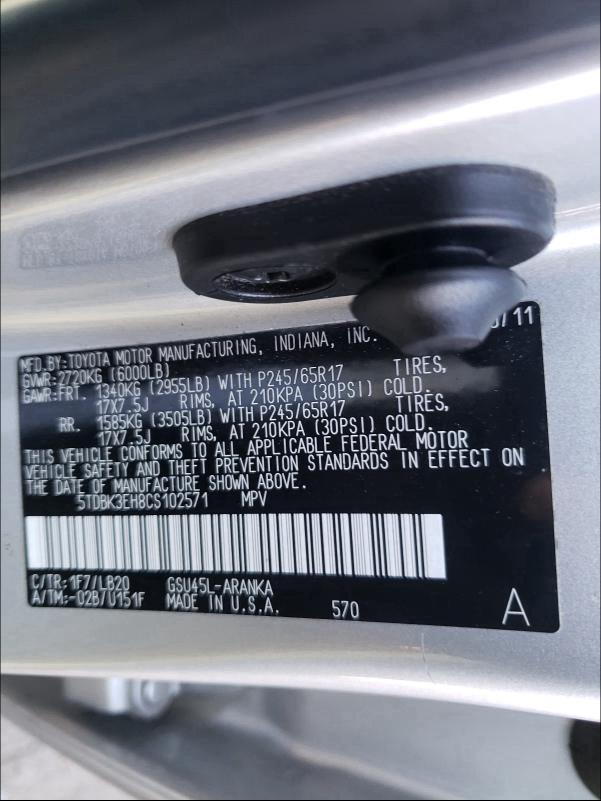 MFD.BY:TOYOTA MOTOR MANUFACTURING, INDIANA, INC. /11
GVWR:2720KG (6000LB)
GAWR:FRT. 1340KG (2955LB) WITH P245/65R17 TIRES,
17X7.5J RIMS, AT 210KPA (30PSI) COLD.
RR. 1585KG (3505LB) WITH P245/65R17 TIRES,
17X7.5J RIMS, AT 210KPA (30PSI) COLD.
THIS VEHICLE CONFORMS TO ALL APPLICABLE FEDERAL MOTOR
VEHICLE SAFETY AND THEFT PREVENTION STANDARDS IN EFFECT ON
THE DATE OF MANUFACTURE SHOWN ABOVE.
5TDBK3EH8CS102571 MPV
C/TR:1F7/LB20 GSU45L-ARANKA
A/TM:-02B/U151F MADE IN U.S.A. 570 A